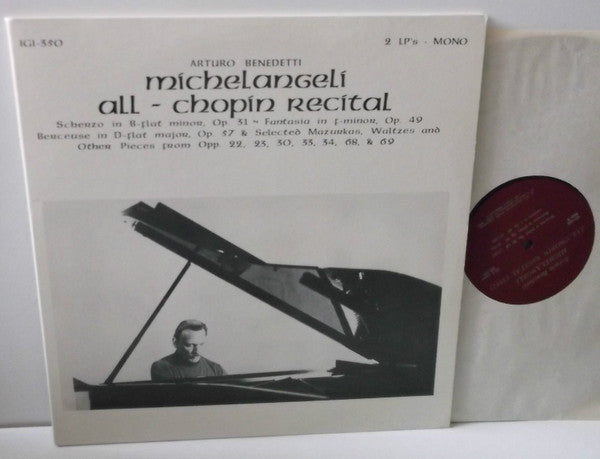 IGI-350
2 LP's - MONO
ARTURO BENEDETTI
michelangeli
all - chopin recital
Scherzo in B-flat minor, Op. 31 ~ Fantasia in f-minor, Op. 49
Berceuse in D-flat major, Op. 57 & Selected Mazurkas, Waltzes and
Other Pieces from Opp. 22, 23, 30, 33, 34, 68, & 69